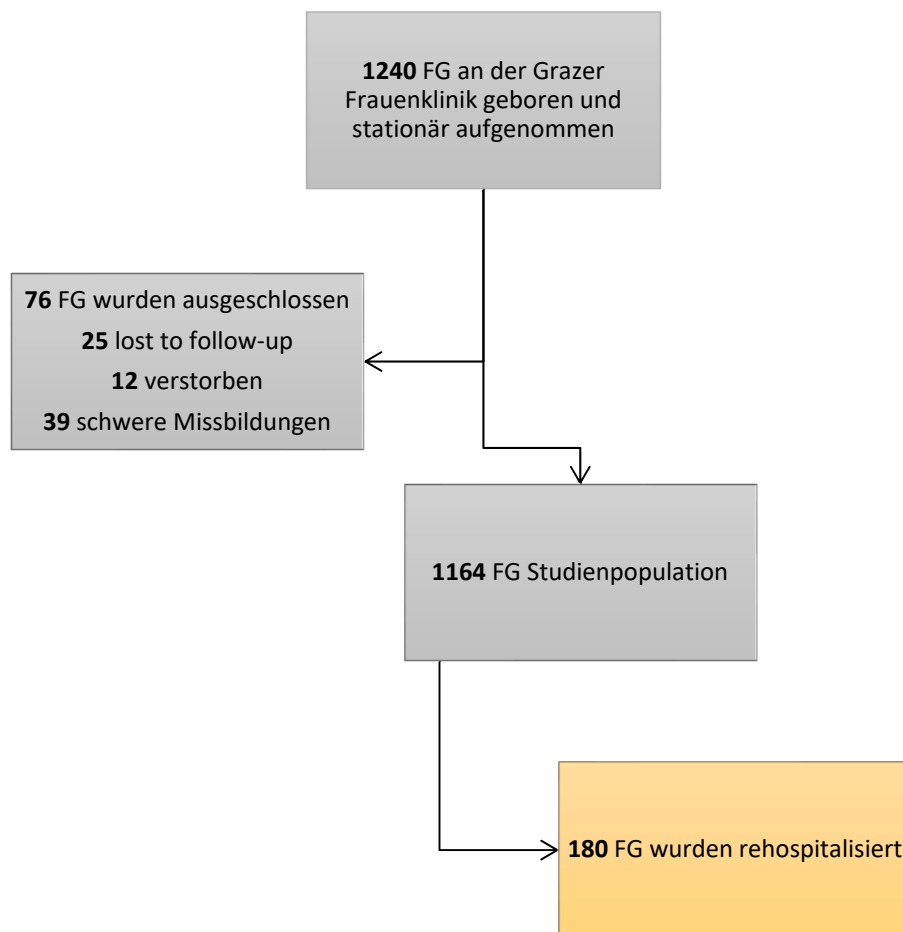 1240 FG an der Grazer
Frauenklinik geboren und
stationär aufgenommen
76 FG wurden ausgeschlossen
25 lost to follow-up
12 verstorben
39 schwere Missbildungen
1164 FG Studienpopulation
180 FG wurden rehospitalisiert